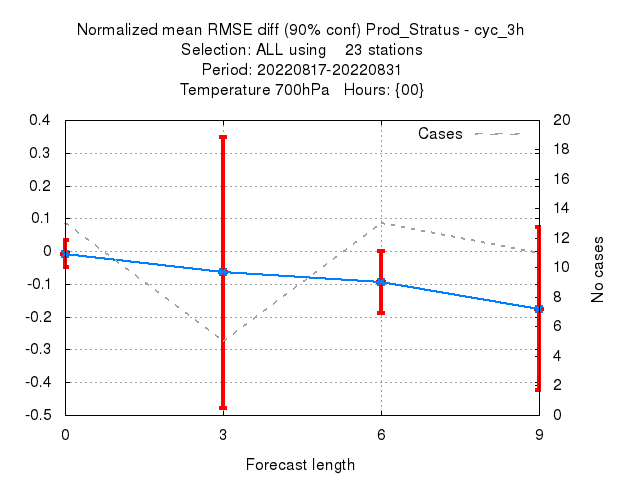 Normalized mean RMSE diff (90% conf) Prod_Stratus - cyc_3h
Selection: ALL using 23 stations
Period: 20220817-20220831
Temperature 700hPa Hours: {00}
0.4
0.3
0.2
0.1
0
-0.1
-0.2
-0.3
-0.4
-0.5
Cases
20
18
16
14
12
10
8
6
4
2
0
No cases
0 3 6 9
Forecast length